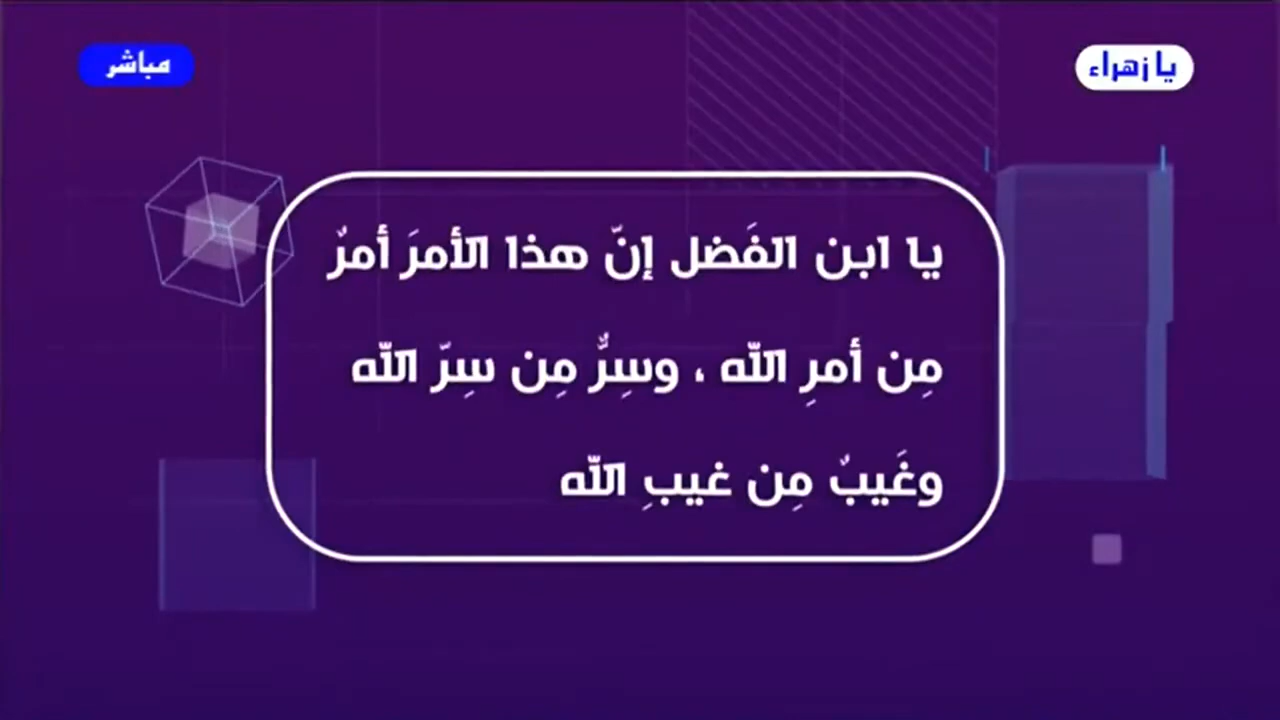 يا زهراء
مباشر
يا ابن الفَضل إنّ هذا الأمرَ أمرٌ
مِن أمرِ الله ، وسِرٌّ مِن سِرّ الله
وغَيبٌ مِن غيبِ الله